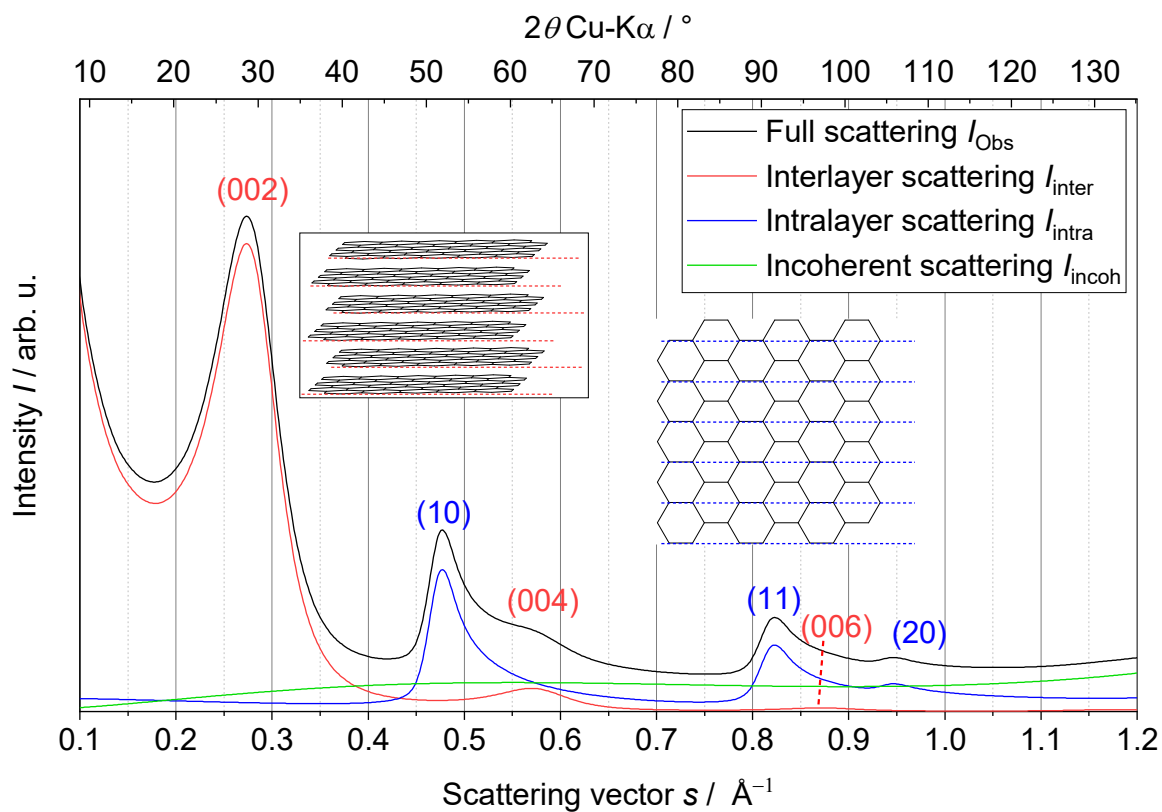 2θ Cu-Kα / °
10 20 30 40 50 60 70 80 90 100 110 120 130
Full scattering I_Obs
Interlayer scattering I_inter
Intralayer scattering I_intra
Incoherent scattering I_incoh
(002)
(10)
(004)
(11)
(006)
(20)
Intensity I / arb. u.
0.1 0.2 0.3 0.4 0.5 0.6 0.7 0.8 0.9 1.0 1.1 1.2
Scattering vector s / Å⁻¹